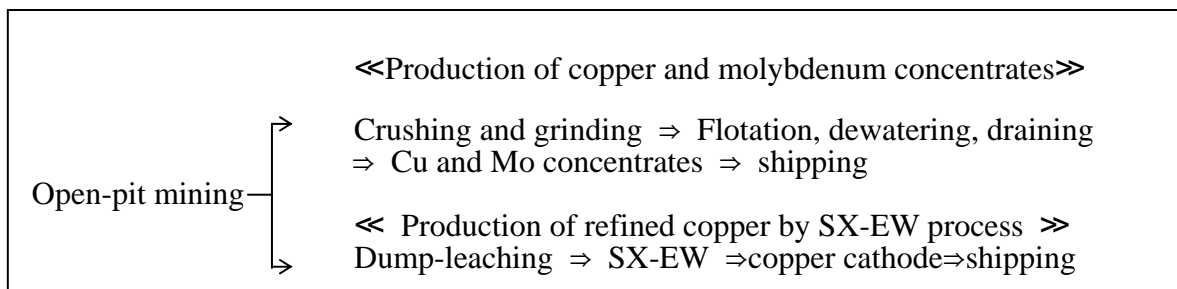 ≪Production of copper and molybdenum concentrates≫
Crushing and grinding ⇒ Flotation, dewatering, draining
⇒ Cu and Mo concentrates ⇒ shipping
Open-pit mining
≪ Production of refined copper by SX-EW process ≫
Dump-leaching ⇒ SX-EW ⇒copper cathode⇒shipping